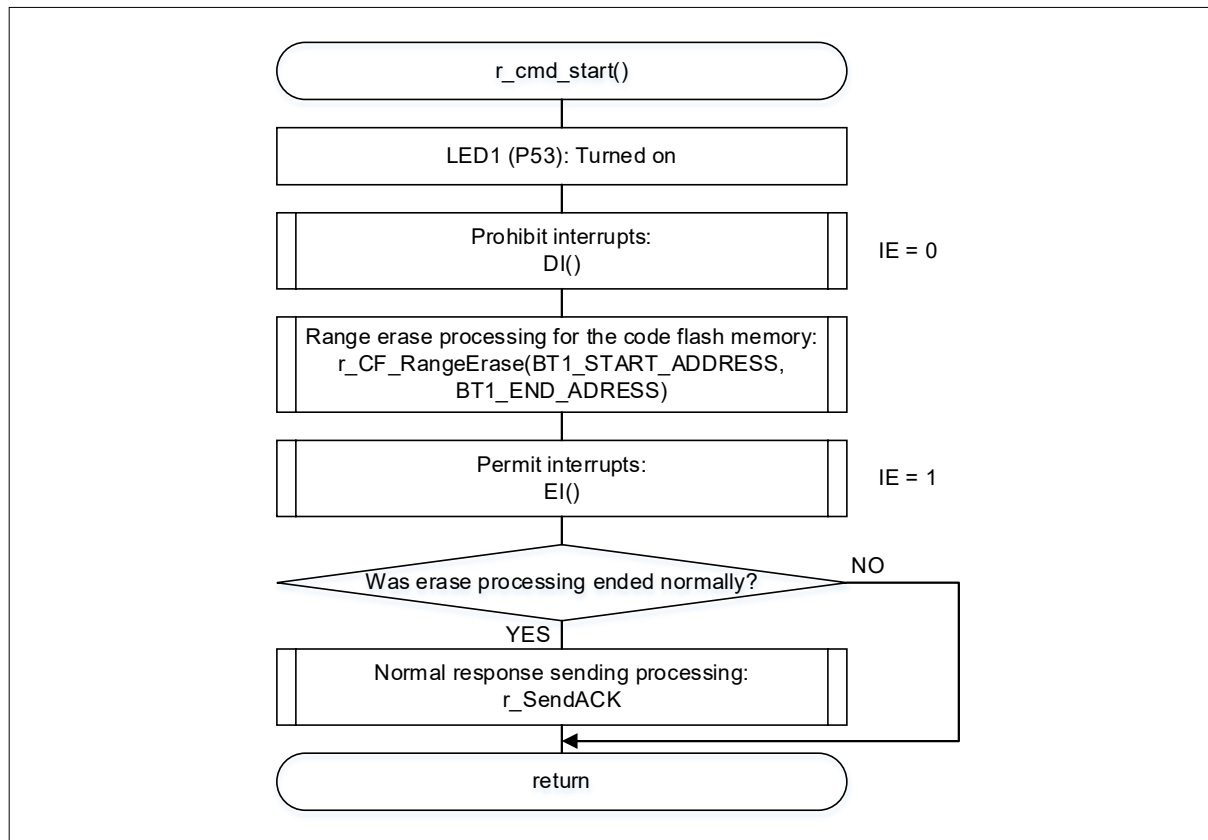 r_cmd_start()
LED1 (P53): Turned on
Prohibit interrupts:
DI()
IE = 0
Range erase processing for the code flash memory:
r_CF_RangeErase(BT1_START_ADDRESS,
BT1_END_ADRESS)
Permit interrupts:
EI()
IE = 1
Was erase processing ended normally?
NO
YES
Normal response sending processing:
r_SendACK
return